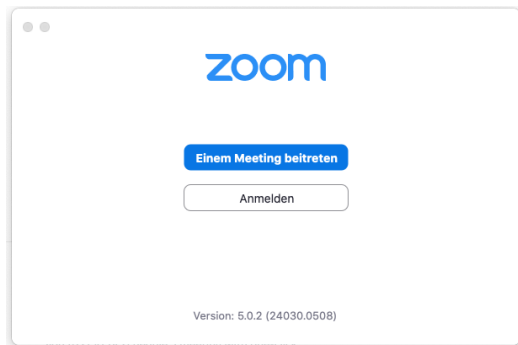 zoom
Einem Meeting beitreten
Anmelden
Version: 5.0.2 (24030.0508)